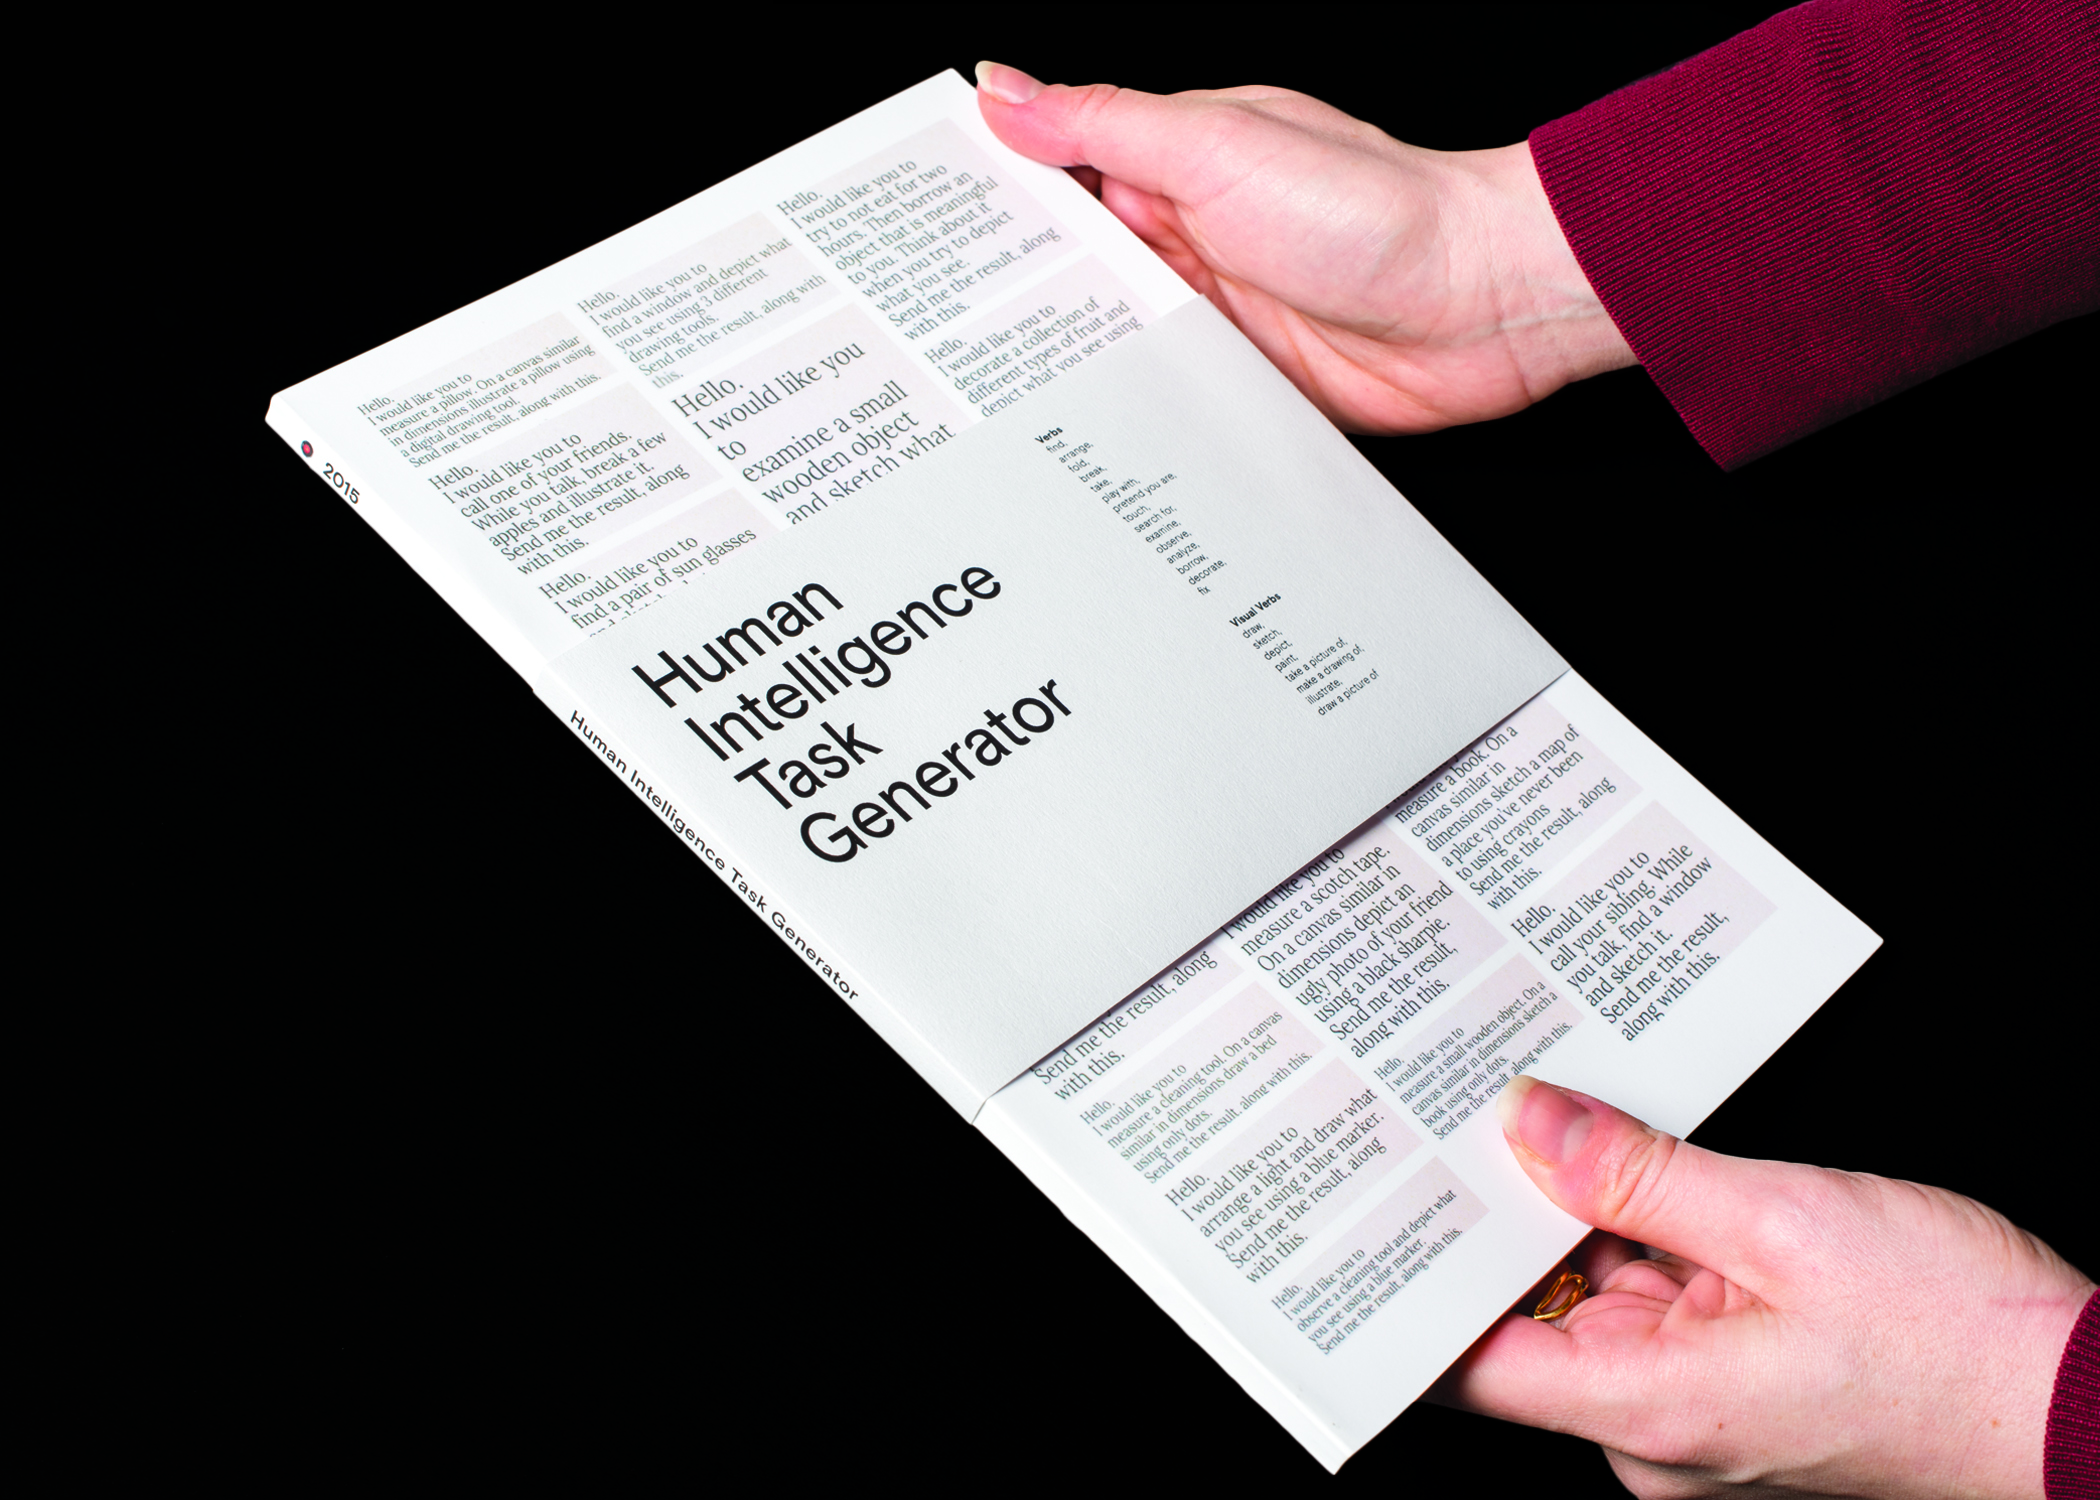 2015
Human Intelligence Task Generator
Hello.
I would like you to
measure a pillow. On a canvas similar
in dimensions illustrate a pillow using
a digital drawing tool.
Send me the result, along with this.
Hello.
I would like you to
call one of your friends.
While you talk, break a few
apples and illustrate it.
Send me the result, along
with this.
Hello.
I would like you to
find a pair of sun glasses
Hello.
I would like you to
find a window and depict what
you see using 3 different
drawing tools.
Send me the result, along with
this.
Hello.
I would like you
to
examine a small
wooden object
and sketch what
Hello.
I would like you to
try to not eat for two
hours. Then borrow an
object that is meaningful
to you. Think about it
when you try to depict
what you see.
Send me the result, along
with this.
Hello.
I would like you to
decorate a collection of
different types of fruit and
depict what you see using
Human
Intelligence
Task
Generator
Verbs
find,
arrange,
fold,
break,
take,
play with,
pretend you are,
touch,
search for,
examine,
observe,
analyze,
borrow,
decorate,
fix
Visual Verbs
draw,
sketch,
depict,
paint,
take a picture of,
make a drawing of,
illustrate,
draw a picture of
Send me the result, along
with this.
Hello.
I would like you to
measure a cleaning tool. On a canvas
similar in dimensions draw a bed
using only dots.
Send me the result, along with this.
Hello.
I would like you to
arrange a light and draw what
you see using a blue marker.
Send me the result, along
with this.
Hello.
I would like you to
observe a cleaning tool and depict what
you see using a blue marker.
Send me the result, along with this.
I would like you to
measure a scotch tape.
On a canvas similar in
dimensions depict an
ugly photo of your friend
using a black sharpie.
Send me the result,
along with this.
Hello.
I would like you to
measure a small wooden object. On a
canvas similar in dimensions sketch a
book using only dots.
Send me the result, along with this.
measure a book. On a
canvas similar in
dimensions sketch a map of
a place you've never been
to using crayons
Send me the result, along
with this.
Hello.
I would like you to
call your sibling. While
you talk, find a window
and sketch it.
Send me the result,
along with this.